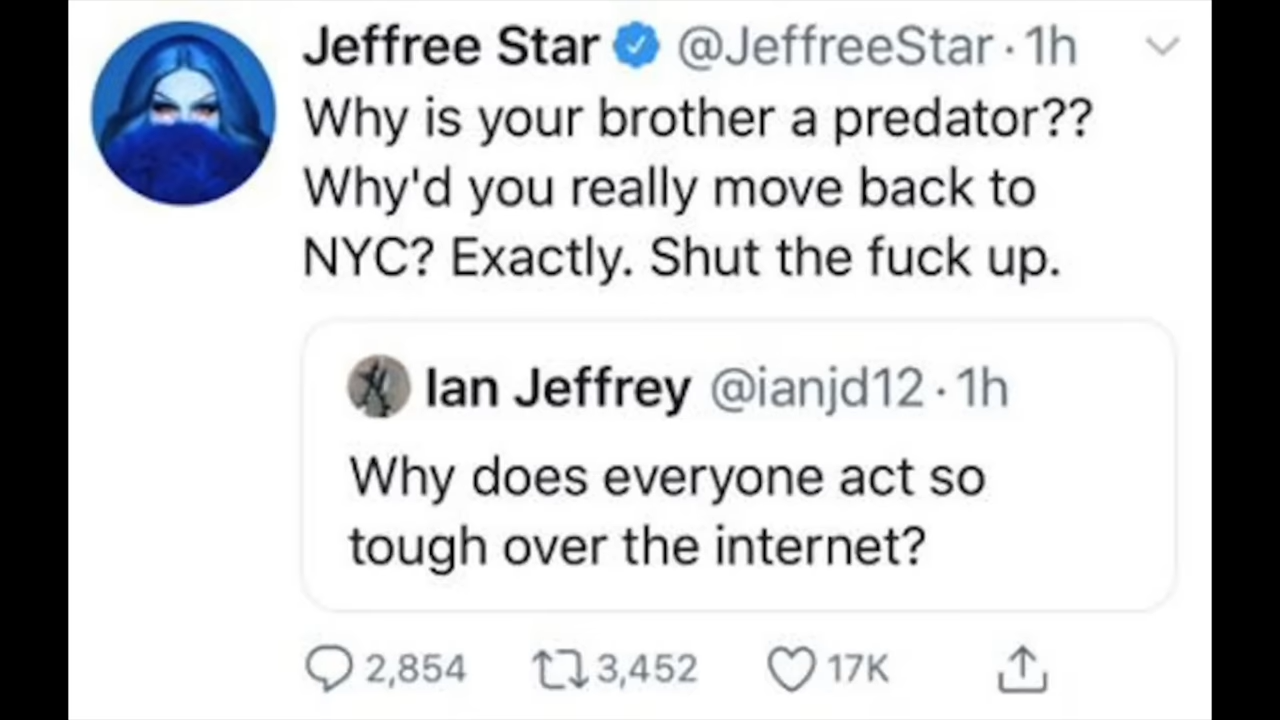 Jeffree Star @JeffreeStar · 1h
Why is your brother a predator??
Why'd you really move back to
NYC? Exactly. Shut the fuck up.
Ian Jeffrey @ianjd12 · 1h
Why does everyone act so
tough over the internet?
2,854 3,452 17K